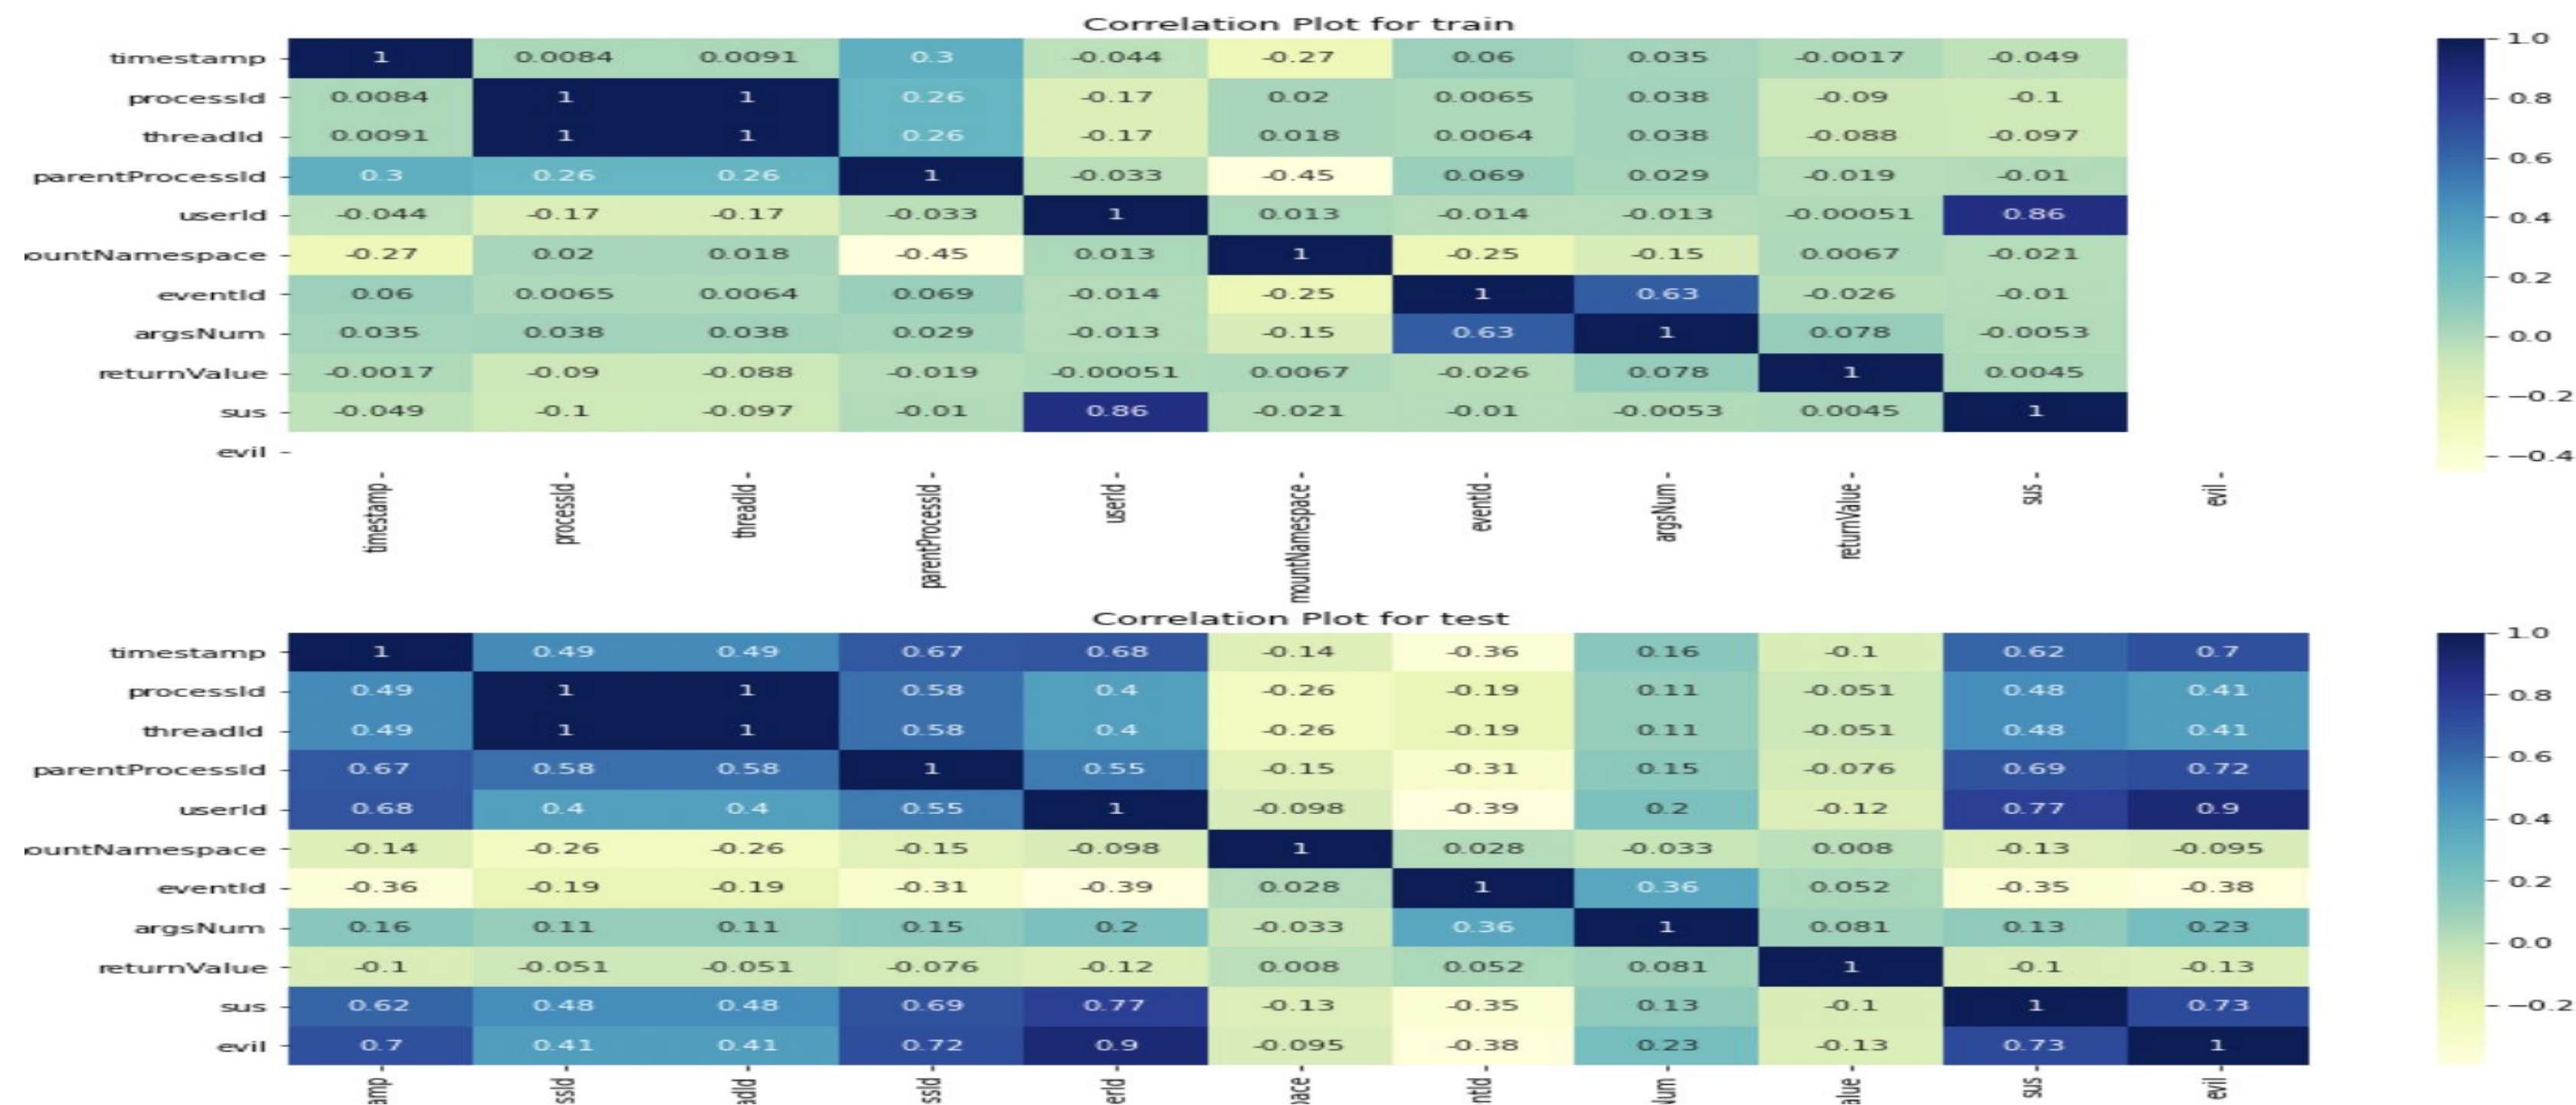 Correlation Plot for train
timestamp 1 0.0084 0.0091 0.3 -0.044 -0.27 0.06 0.035 -0.0017 -0.049 1.0
processId 0.0084 1 1 0.26 -0.17 0.02 0.0065 0.038 -0.09 -0.1 0.8
threadId 0.0091 1 1 0.26 -0.17 0.018 0.0064 0.038 -0.088 -0.097
parentProcessId 0.3 0.26 0.26 1 -0.033 -0.45 0.069 0.029 -0.019 -0.01 0.6
userId -0.044 -0.17 -0.17 -0.033 1 0.013 -0.014 -0.013 -0.00051 0.86 0.4
ountNamespace -0.27 0.02 0.018 -0.45 0.013 1 -0.25 -0.15 0.0067 -0.021
eventId 0.06 0.0065 0.0064 0.069 -0.014 -0.25 1 0.63 -0.026 -0.01 0.2
argsNum 0.035 0.038 0.038 0.029 -0.013 -0.15 0.63 1 0.078 -0.0053 0.0
returnValue -0.0017 -0.09 -0.088 -0.019 -0.00051 0.0067 -0.026 0.078 1 0.0045 −0.2
sus -0.049 -0.1 -0.097 -0.01 0.86 -0.021 -0.01 -0.0053 0.0045 1
evil −0.4
timestamp processId threadId parentProcessId userId mountNamespace eventId argsNum returnValue sus evil
Correlation Plot for test
timestamp 1 0.49 0.49 0.67 0.68 -0.14 -0.36 0.16 -0.1 0.62 0.7 1.0
processId 0.49 1 1 0.58 0.4 -0.26 -0.19 0.11 -0.051 0.48 0.41 0.8
threadId 0.49 1 1 0.58 0.4 -0.26 -0.19 0.11 -0.051 0.48 0.41
parentProcessId 0.67 0.58 0.58 1 0.55 -0.15 -0.31 0.15 -0.076 0.69 0.72 0.6
userId 0.68 0.4 0.4 0.55 1 -0.098 -0.39 0.2 -0.12 0.77 0.9 0.4
ountNamespace -0.14 -0.26 -0.26 -0.15 -0.098 1 0.028 -0.033 0.008 -0.13 -0.095
eventId -0.36 -0.19 -0.19 -0.31 -0.39 0.028 1 0.36 0.052 -0.35 -0.38 0.2
argsNum 0.16 0.11 0.11 0.15 0.2 -0.033 0.36 1 0.081 0.13 0.23 0.0
returnValue -0.1 -0.051 -0.051 -0.076 -0.12 0.008 0.052 0.081 1 -0.1 -0.13
sus 0.62 0.48 0.48 0.69 0.77 -0.13 -0.35 0.13 -0.1 1 0.73 −0.2
evil 0.7 0.41 0.41 0.72 0.9 -0.095 -0.38 0.23 -0.13 0.73 1
amp ssId adId ssId erId pace ntId Num alue sus evil